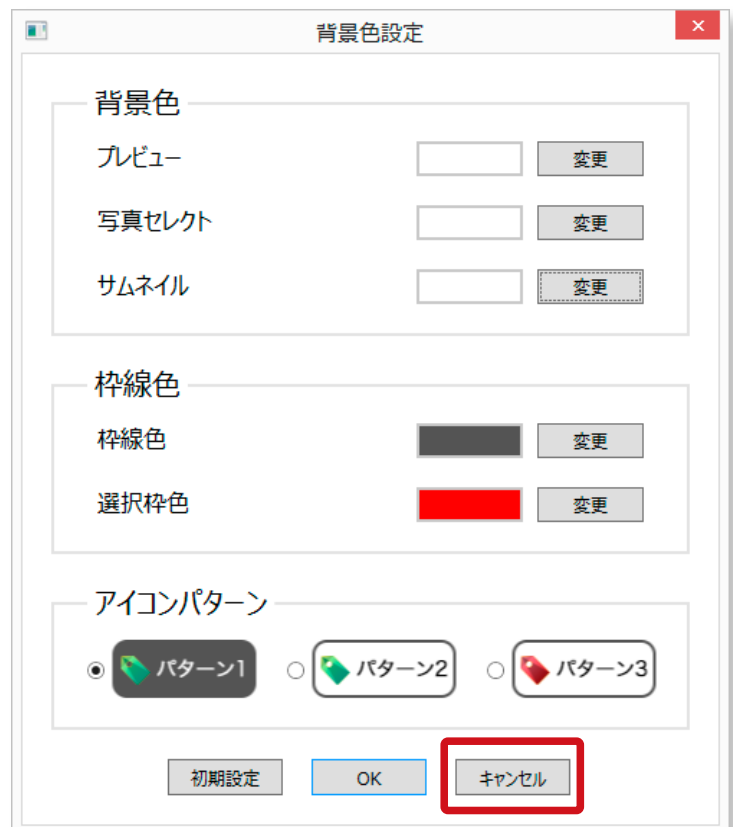 背景色設定
背景色
プレビュー 変更
写真セレクト 変更
サムネイル 変更
枠線色
枠線色 変更
選択枠色 変更
アイコンパターン
パターン1 パターン2 パターン3
初期設定 OK キャンセル